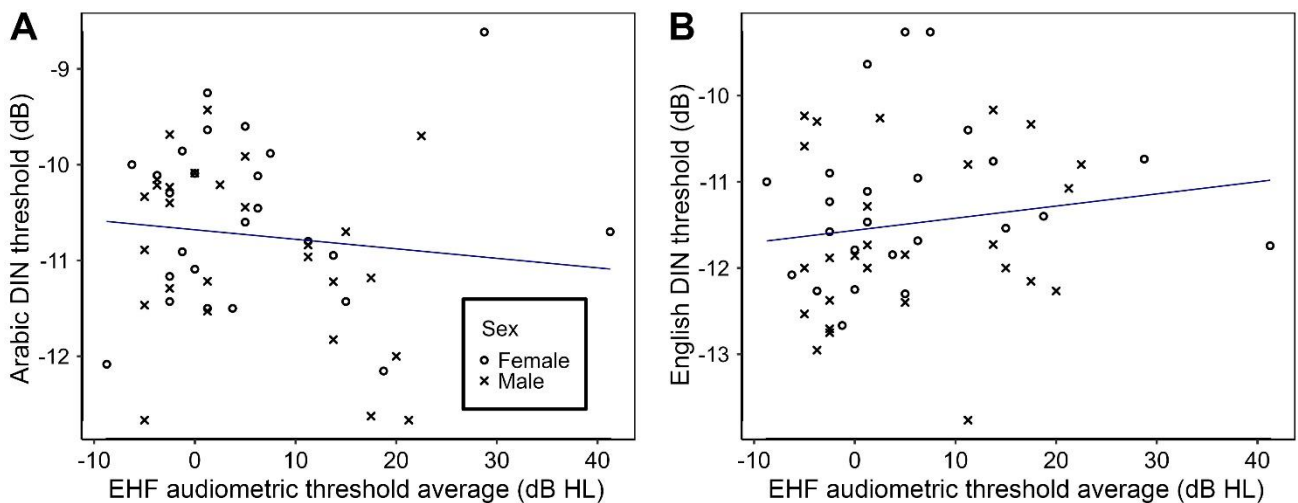 A
Arabic DIN threshold (dB)
-9
-10
-11
-12
Sex
Female
Male
-10 0 10 20 30 40
EHF audiometric threshold average (dB HL)
B
English DIN threshold (dB)
-10
-11
-12
-13
-10 0 10 20 30 40
EHF audiometric threshold average (dB HL)